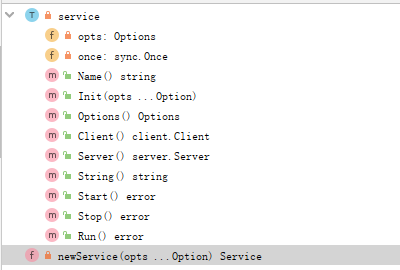 T service
f opts: Options
f once: sync.Once
m Name() string
m Init(opts ...Option)
m Options() Options
m Client() client.Client
m Server() server.Server
m String() string
m Start() error
m Stop() error
m Run() error
f newService(opts ...Option) Service